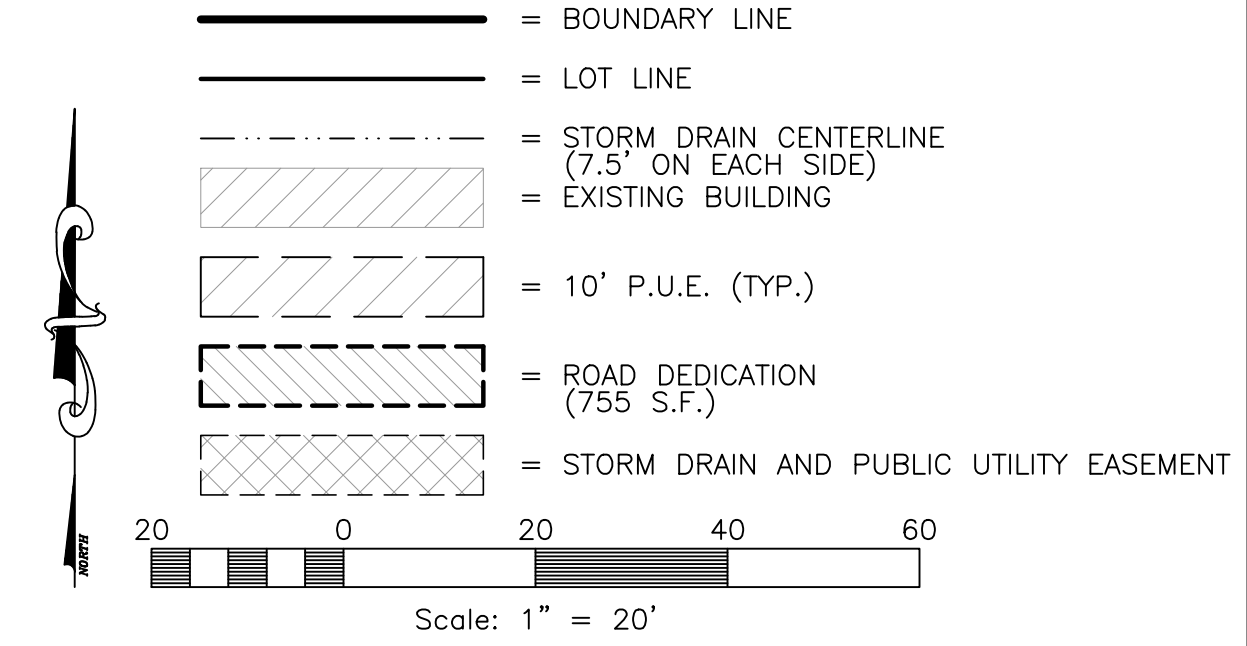 = BOUNDARY LINE
= LOT LINE
= STORM DRAIN CENTERLINE
(7.5' ON EACH SIDE)
= EXISTING BUILDING
= 10' P.U.E. (TYP.)
= ROAD DEDICATION
(755 S.F.)
= STORM DRAIN AND PUBLIC UTILITY EASEMENT
NORTH
20 0 20 40 60
Scale: 1” = 20'